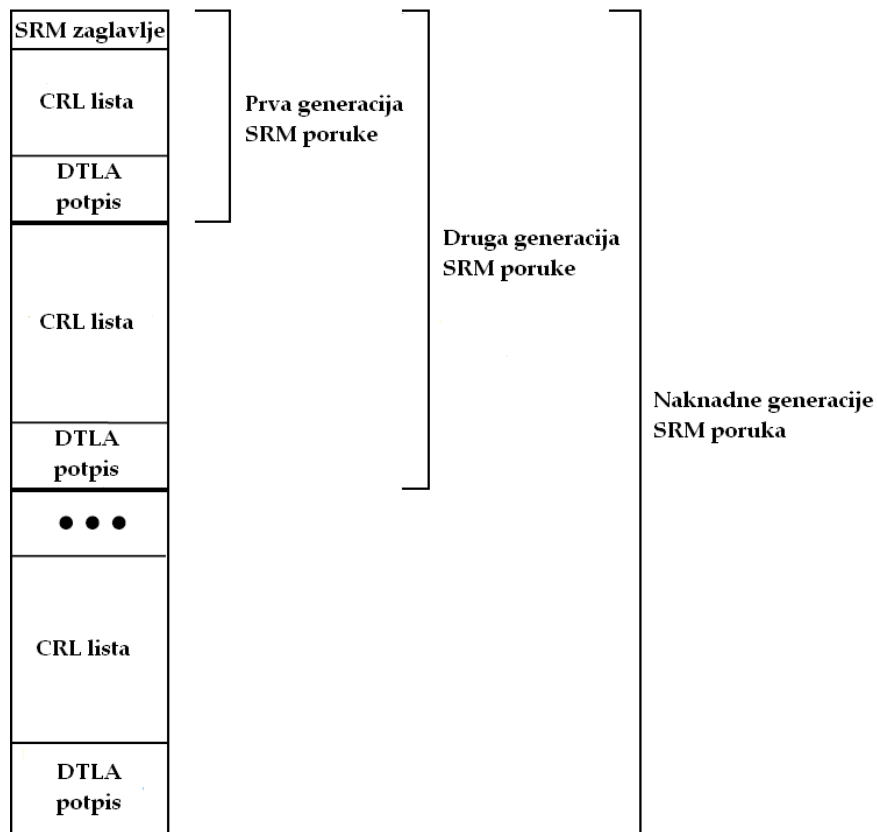 SRM zaglavlje
CRL lista
DTLA
potpis
CRL lista
DTLA
potpis
● ● ●
CRL lista
DTLA
potpis
Prva generacija
SRM poruke
Druga generacija
SRM poruke
Naknadne generacije
SRM poruka